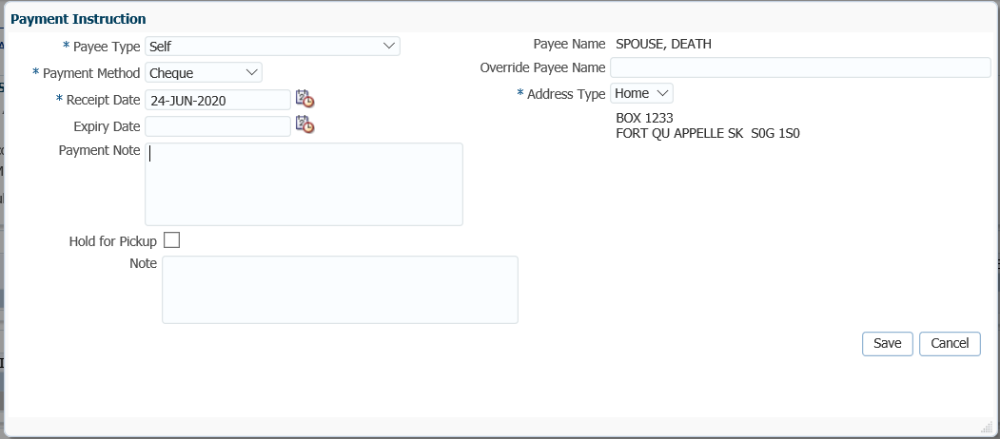 Payment Instruction
* Payee Type Self
Payee Name SPOUSE, DEATH
* Payment Method Cheque
Override Payee Name
* Receipt Date 24-JUN-2020
* Address Type Home
Expiry Date
BOX 1233
FORT QU APPELLE SK S0G 1S0
Payment Note
Hold for Pickup
Note
Save Cancel